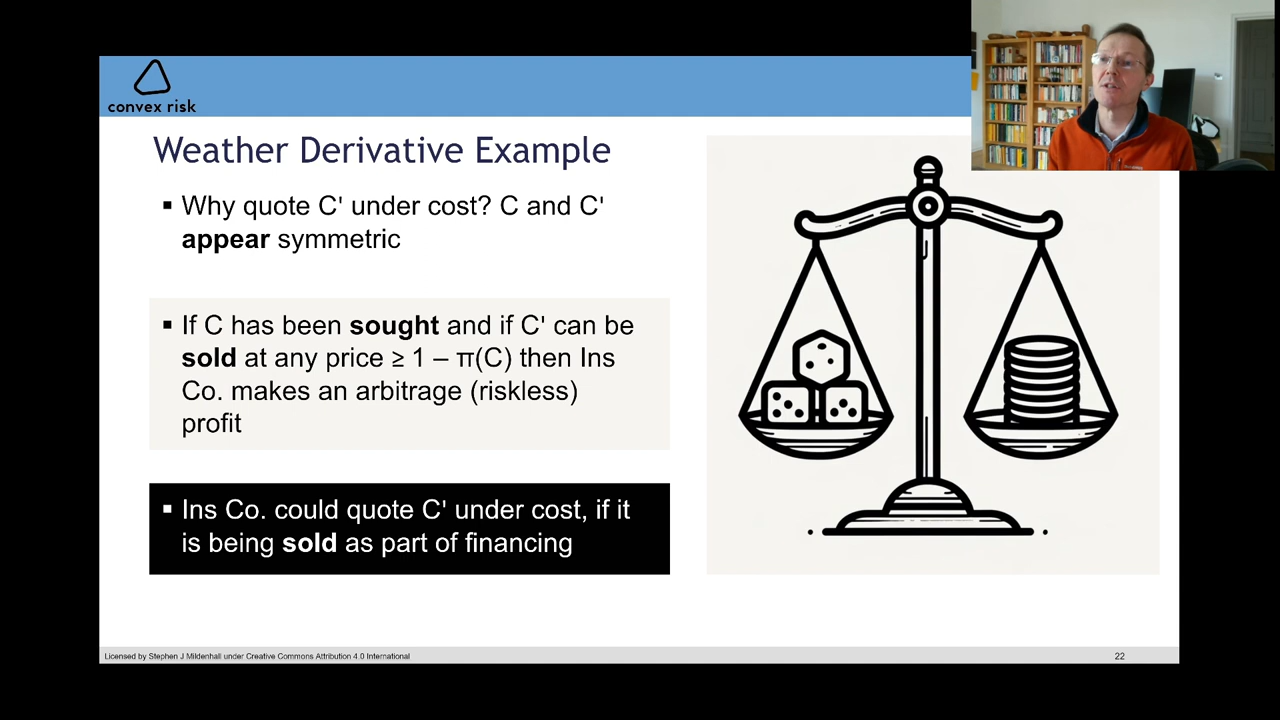 convex risk
Weather Derivative Example
▪ Why quote C' under cost? C and C'
appear symmetric
▪ If C has been sought and if C' can be
sold at any price ≥ 1 – π(C) then Ins
Co. makes an arbitrage (riskless)
profit
▪ Ins Co. could quote C' under cost, if it
is being sold as part of financing
Licensed by Stephen J Mildenhall under Creative Commons Attribution 4.0 International
22